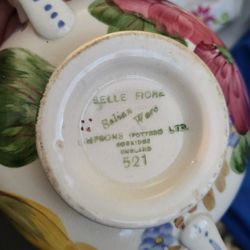 BELLE FIORE
Solian Ware
SIMPSONS (POTTERS) LTD.
COBRIDGE
ENGLAND
521